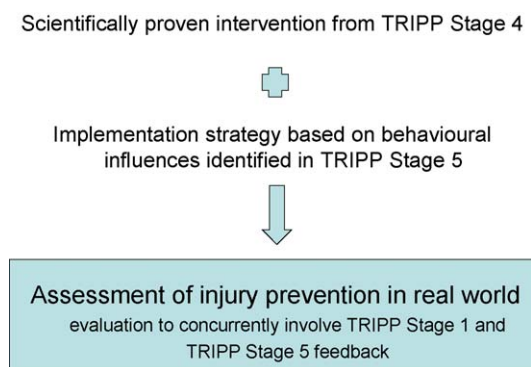 Scientifically proven intervention from TRIPP Stage 4
Implementation strategy based on behavioural
influences identified in TRIPP Stage 5
Assessment of injury prevention in real world
evaluation to concurrently involve TRIPP Stage 1 and
TRIPP Stage 5 feedback